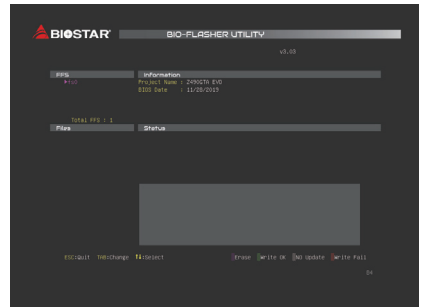 BIOSTAR BIO-FLASHER UTILITY
v3.03
FFS Information
Project Name : Z490GTA EVO
BIOS Date : 11/28/2019
Total FFS : 1
Files Status
ESC:Quit TAB:Change ↑↓:Select Erase Write Ok NO Update Write Fail